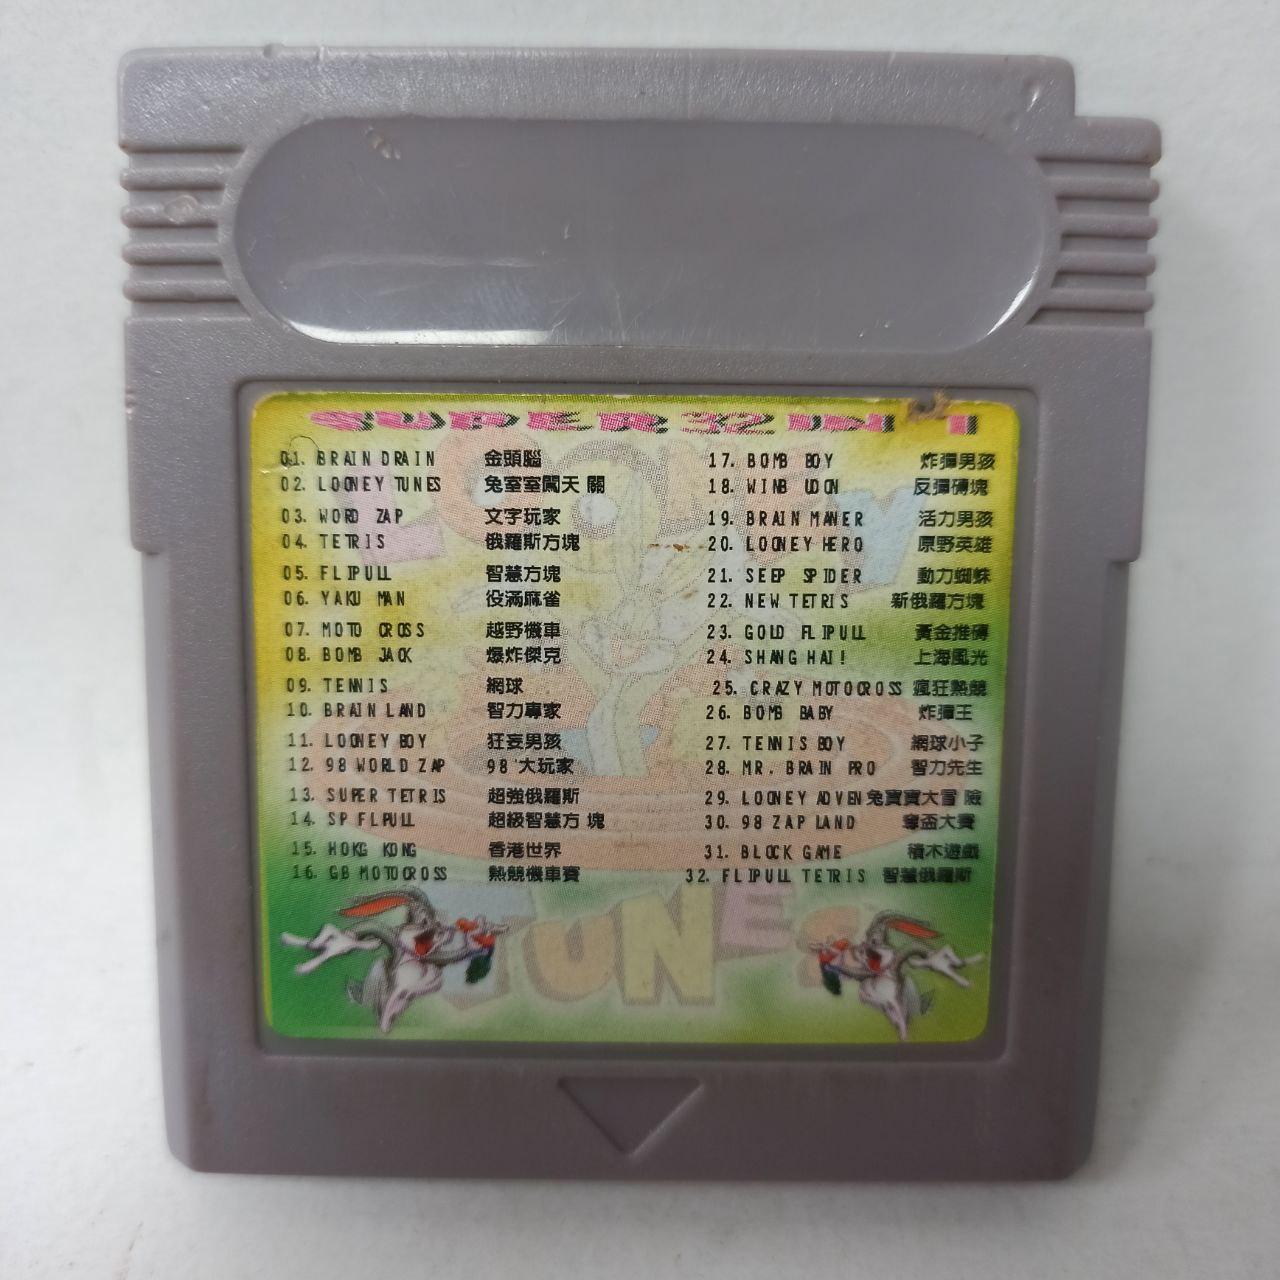 SUPER 32 IN 1
LOONEY
TUNES
01. BRAIN DRAIN 金頭腦
02. LOONEY TUNES 兔室室闖天 關
03. WORD ZAP 文字玩家
04. TETRIS 俄羅斯方塊
05. FLIPULL 智慧方塊
06. YAKU MAN 役滿麻雀
07. MOTO CROSS 越野機車
08. BOMB JACK 爆炸傑克
09. TENNIS 網球
10. BRAIN LAND 智力專家
11. LOONEY BOY 狂妄男孩
12. 98 WORLD ZAP 98 大玩家
13. SUPER TETRIS 超強俄羅斯
14. SP FLPULL 超級智慧方 塊
15. HOKG KONG 香港世界
16. GB MOTOCROSS 熱競機車賽
17. BOMB BOY 炸彈男孩
18. WINB UDON 反彈磚塊
19. BRAIN MANER 活力男孩
20. LOONEY HERO 原野英雄
21. SEEP SPIDER 動力蜘蛛
22. NEW TETRIS 新俄羅方塊
23. GOLD FLIPULL 黃金推磚
24. SHANG HAI! 上海風光
25. CRAZY MOTOCROSS 瘋狂熱競
26. BOMB BABY 炸彈王
27. TENNIS BOY 網球小子
28. MR. BRAIN PRO 智力先生
29. LOONEY ADVEN 兔寶寶大冒 險
30. 98 ZAP LAND 奪盃大賽
31. BLOCK GAME 積木遊戲
32. FLIPULL TETRIS 智慧俄羅斯